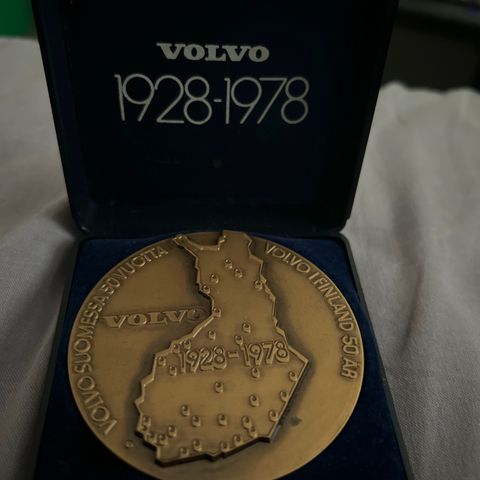 VOLVO
1928-1978
VOLVO SUOMESSA 50 VUOTTA
VOLVO I FINLAND 50 ÅR
VOLVO
1928-1978